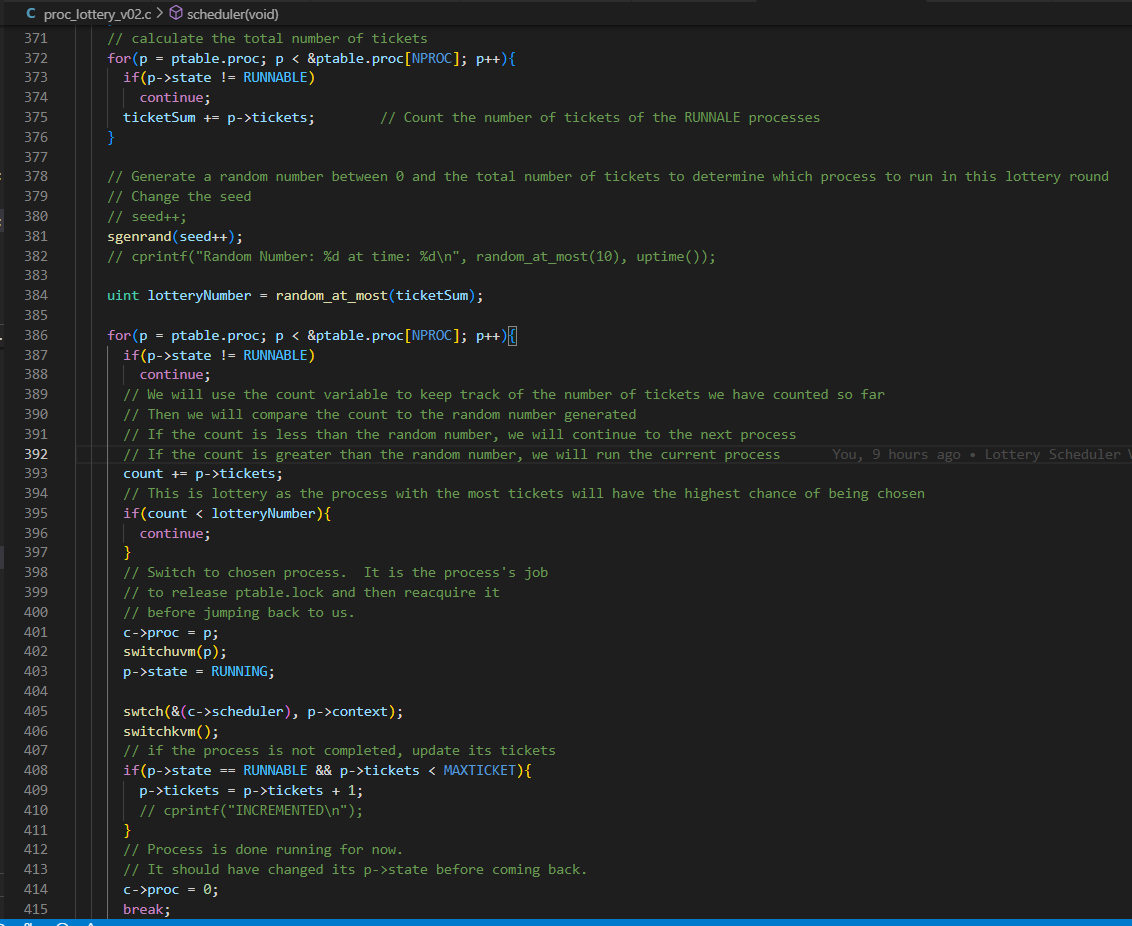 C proc_lottery_v02.c > scheduler(void)
371 // calculate the total number of tickets
372 for(p = ptable.proc; p < &ptable.proc[NPROC]; p++){
373 if(p->state != RUNNABLE)
374 continue;
375 ticketSum += p->tickets; // Count the number of tickets of the RUNNALE processes
376 }
377
378 // Generate a random number between 0 and the total number of tickets to determine which process to run in this lottery round
379 // Change the seed
380 // seed++;
381 sgenrand(seed++);
382 // cprintf("Random Number: %d at time: %d\n", random_at_most(10), uptime());
383
384 uint lotteryNumber = random_at_most(ticketSum);
385
386 for(p = ptable.proc; p < &ptable.proc[NPROC]; p++){
387 if(p->state != RUNNABLE)
388 continue;
389 // We will use the count variable to keep track of the number of tickets we have counted so far
390 // Then we will compare the count to the random number generated
391 // If the count is less than the random number, we will continue to the next process
392 // If the count is greater than the random number, we will run the current process You, 9 hours ago • Lottery Scheduler
393 count += p->tickets;
394 // This is lottery as the process with the most tickets will have the highest chance of being chosen
395 if(count < lotteryNumber){
396 continue;
397 }
398 // Switch to chosen process.  It is the process's job
399 // to release ptable.lock and then reacquire it
400 // before jumping back to us.
401 c->proc = p;
402 switchuvm(p);
403 p->state = RUNNING;
404
405 swtch(&(c->scheduler), p->context);
406 switchkvm();
407 // if the process is not completed, update its tickets
408 if(p->state == RUNNABLE && p->tickets < MAXTICKET){
409 p->tickets = p->tickets + 1;
410 // cprintf("INCREMENTED\n");
411 }
412 // Process is done running for now.
413 // It should have changed its p->state before coming back.
414 c->proc = 0;
415 break;